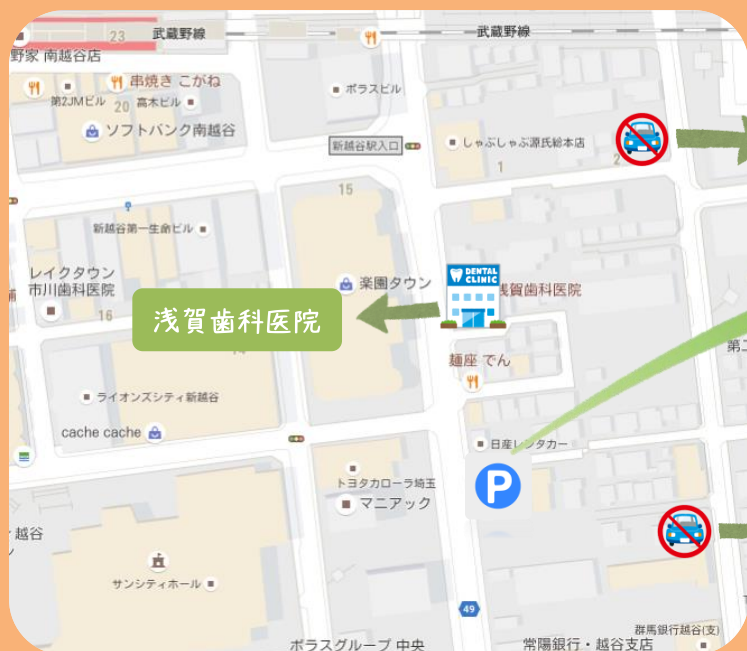 23
武蔵野線
武蔵野線
野家 南越谷店
串焼き こがね
第2JMビル
20
高木ビル
ポラスビル
ソフトバンク南越谷
新越谷駅入口
しゃぶしゃぶ源氏総本店
1
2
15
新越谷第一生命ビル
レイクタウン
市川歯科医院
楽園タウン
DENTAL
CLINIC
賀歯科医院
浅賀歯科医院
16
麺座 でん
ライオンズシティ新越谷
cache cache
日産レンタカー
トヨタカローラ埼玉
P
マニアック
越谷
サンシティホール
49
群馬銀行越谷(支)
ポラスグループ 中央
常陽銀行・越谷支店